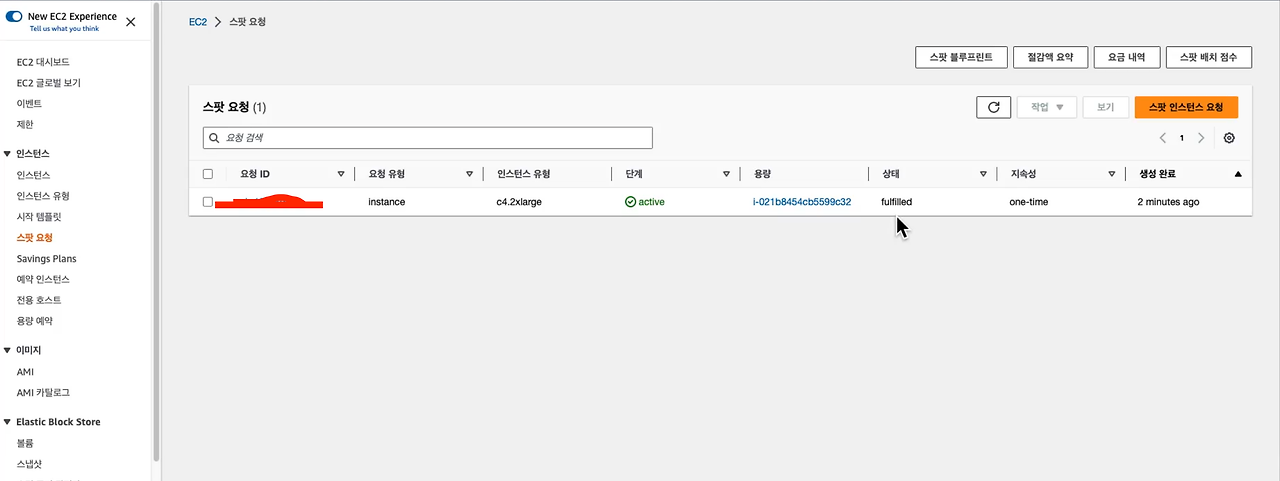 New EC2 Experience
Tell us what you think
EC2 대시보드
EC2 글로벌 보기
이벤트
제한
인스턴스
인스턴스
인스턴스 유형
시작 템플릿
스팟 요청
Savings Plans
예약 인스턴스
전용 호스트
용량 예약
이미지
AMI
AMI 카탈로그
Elastic Block Store
볼륨
스냅샷
EC2 > 스팟 요청
스팟 블루프린트 절감액 요약 요금 내역 스팟 배치 점수
스팟 요청 (1)
작업 보기 스팟 인스턴스 요청
요청 검색
1
요청 ID 요청 유형 인스턴스 유형 단계 용량 상태 지속성 생성 완료
instance c4.2xlarge active i-021b8454cb5599c32 fulfilled one-time 2 minutes ago